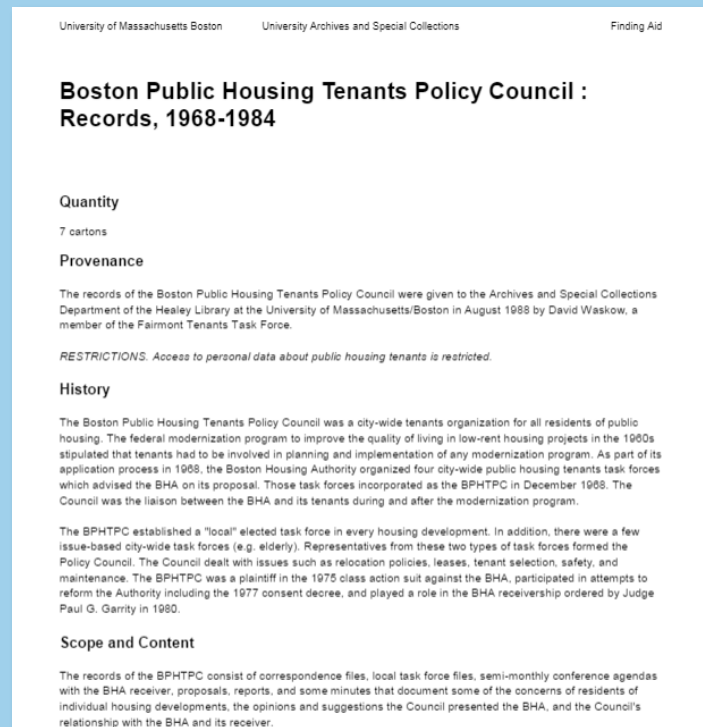 University of Massachusetts Boston University Archives and Special Collections Finding Aid
Boston Public Housing Tenants Policy Council :
Records, 1968-1984
Quantity
7 cartons
Provenance
The records of the Boston Public Housing Tenants Policy Council were given to the Archives and Special Collections
Department of the Healey Library at the University of Massachusetts/Boston in August 1988 by David Waskow, a
member of the Fairmont Tenants Task Force.
RESTRICTIONS. Access to personal data about public housing tenants is restricted.
History
The Boston Public Housing Tenants Policy Council was a city-wide tenants organization for all residents of public
housing. The federal modernization program to improve the quality of living in low-rent housing projects in the 1960s
stipulated that tenants had to be involved in planning and implementation of any modernization program. As part of its
application process in 1968, the Boston Housing Authority organized four city-wide public housing tenants task forces
which advised the BHA on its proposal. Those task forces incorporated as the BPHTPC in December 1968. The
Council was the liaison between the BHA and its tenants during and after the modernization program.
The BPHTPC established a "local" elected task force in every housing development. In addition, there were a few
issue-based city-wide task forces (e.g. elderly). Representatives from these two types of task forces formed the
Policy Council. The Council dealt with issues such as relocation policies, leases, tenant selection, safety, and
maintenance. The BPHTPC was a plaintiff in the 1975 class action suit against the BHA, participated in attempts to
reform the Authority including the 1977 consent decree, and played a role in the BHA receivership ordered by Judge
Paul G. Garrity in 1980.
Scope and Content
The records of the BPHTPC consist of correspondence files, local task force files, semi-monthly conference agendas
with the BHA receiver, proposals, reports, and some minutes that document some of the concerns of residents of
individual housing developments, the opinions and suggestions the Council presented the BHA, and the Council's
relationship with the BHA and its receiver.